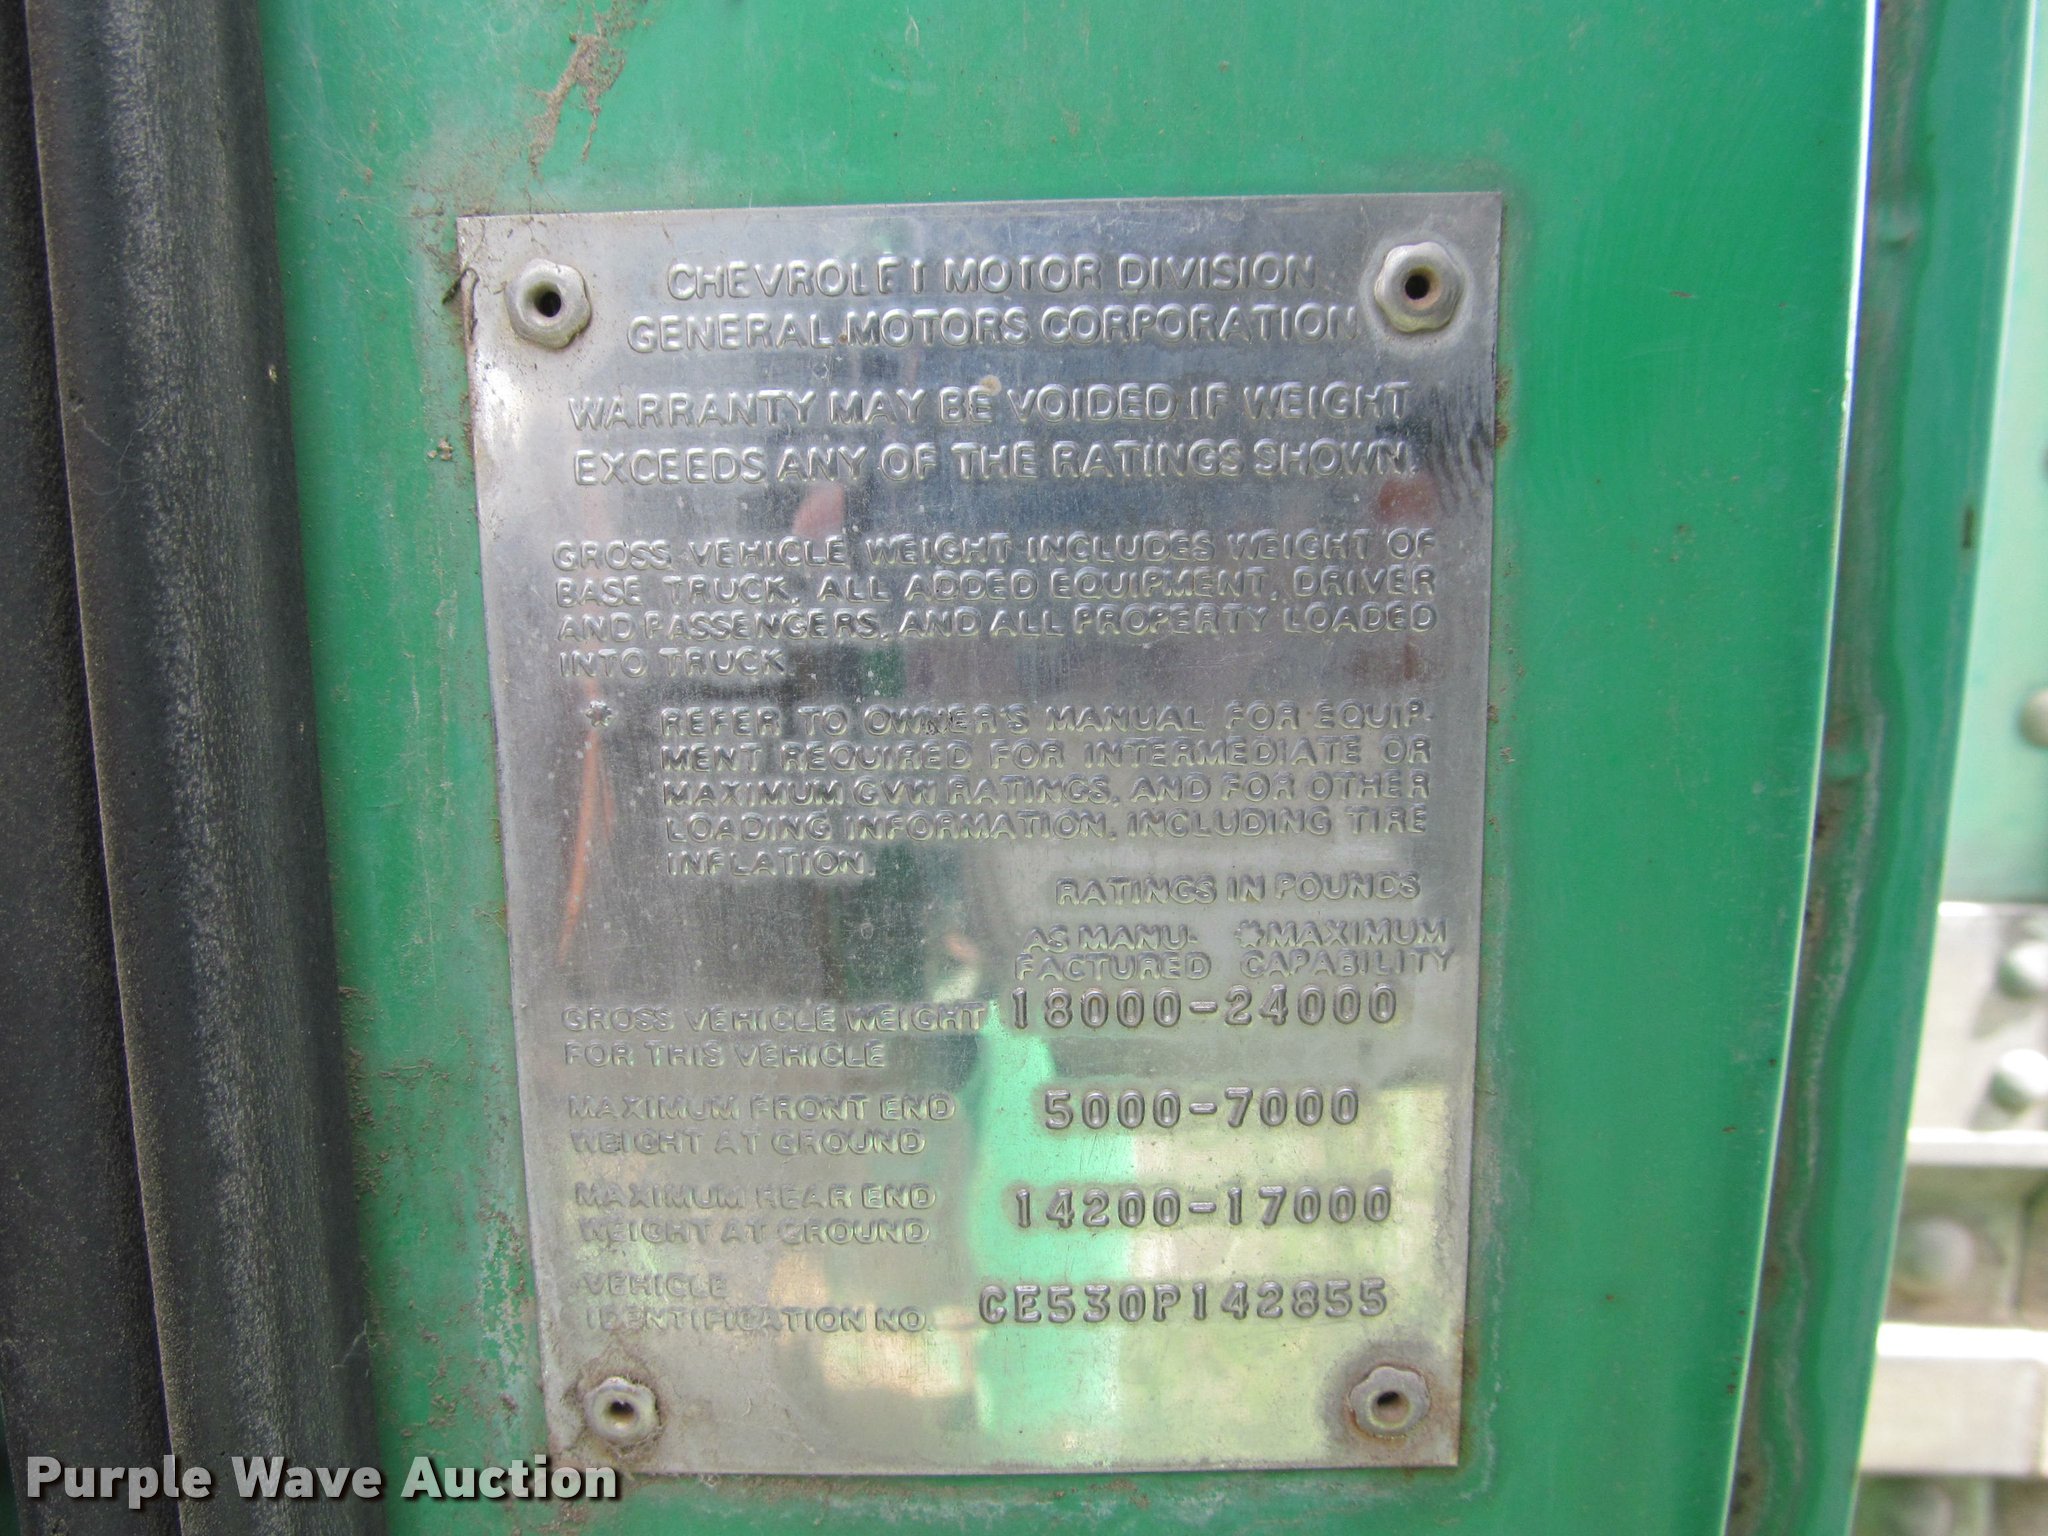 CHEVROLET MOTOR DIVISION
GENERAL MOTORS CORPORATION
WARRANTY MAY BE VOIDED IF WEIGHT
EXCEEDS ANY OF THE RATINGS SHOWN.
GROSS VEHICLE WEIGHT INCLUDES WEIGHT OF
BASE TRUCK, ALL ADDED EQUIPMENT, DRIVER
AND PASSENGERS, AND ALL PROPERTY LOADED
INTO TRUCK
* REFER TO OWNER'S MANUAL FOR EQUIP-
MENT REQUIRED FOR INTERMEDIATE OR
MAXIMUM GVW RATINGS, AND FOR OTHER
LOADING INFORMATION, INCLUDING TIRE
INFLATION.
RATINGS IN POUNDS
AS MANU- *MAXIMUM
FACTURED CAPABILITY
GROSS VEHICLE WEIGHT 18000-24000
FOR THIS VEHICLE
MAXIMUM FRONT END 5000-7000
WEIGHT AT GROUND
MAXIMUM REAR END 14200-17000
WEIGHT AT GROUND
VEHICLE
IDENTIFICATION NO. CE530P142855
Purple Wave Auction